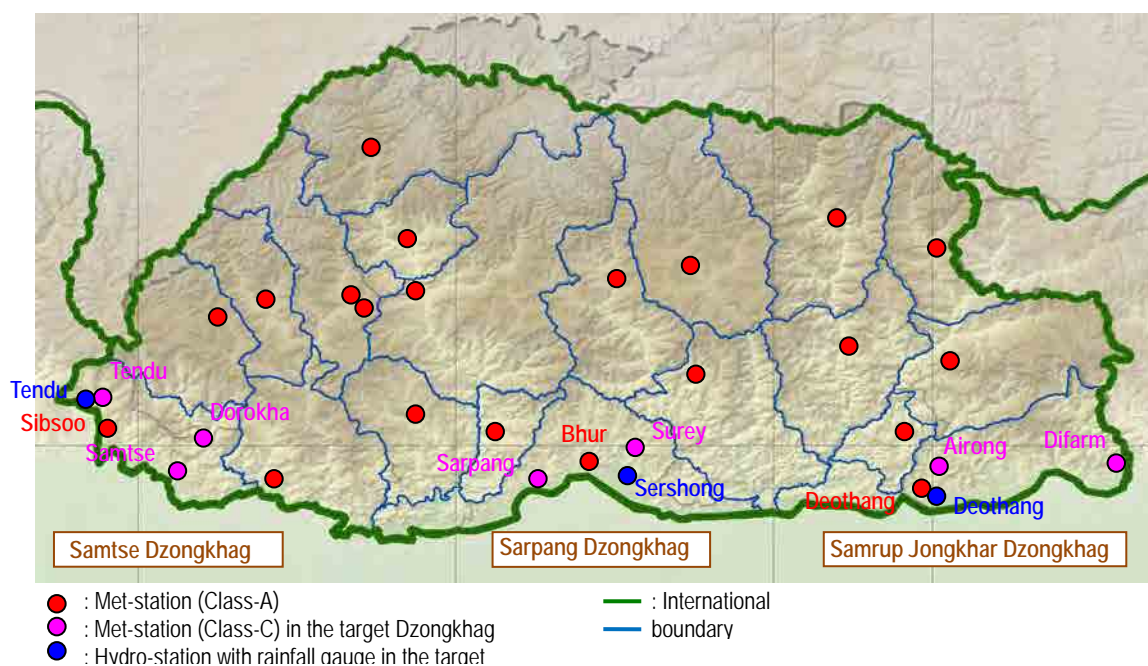 Tendu
Tendu
Sibsoo
Dorokha
Samtse
Bhur
Surey
Sarpang
Sershong
Airong
Difarm
Deothang
Deothang
Samtse Dzongkhag
Sarpang Dzongkhag
Samrup Jongkhar Dzongkhag
: Met-station (Class-A)
: International
: Met-station (Class-C) in the target Dzongkhag
boundary
: Hydro-station with rainfall gauge in the target